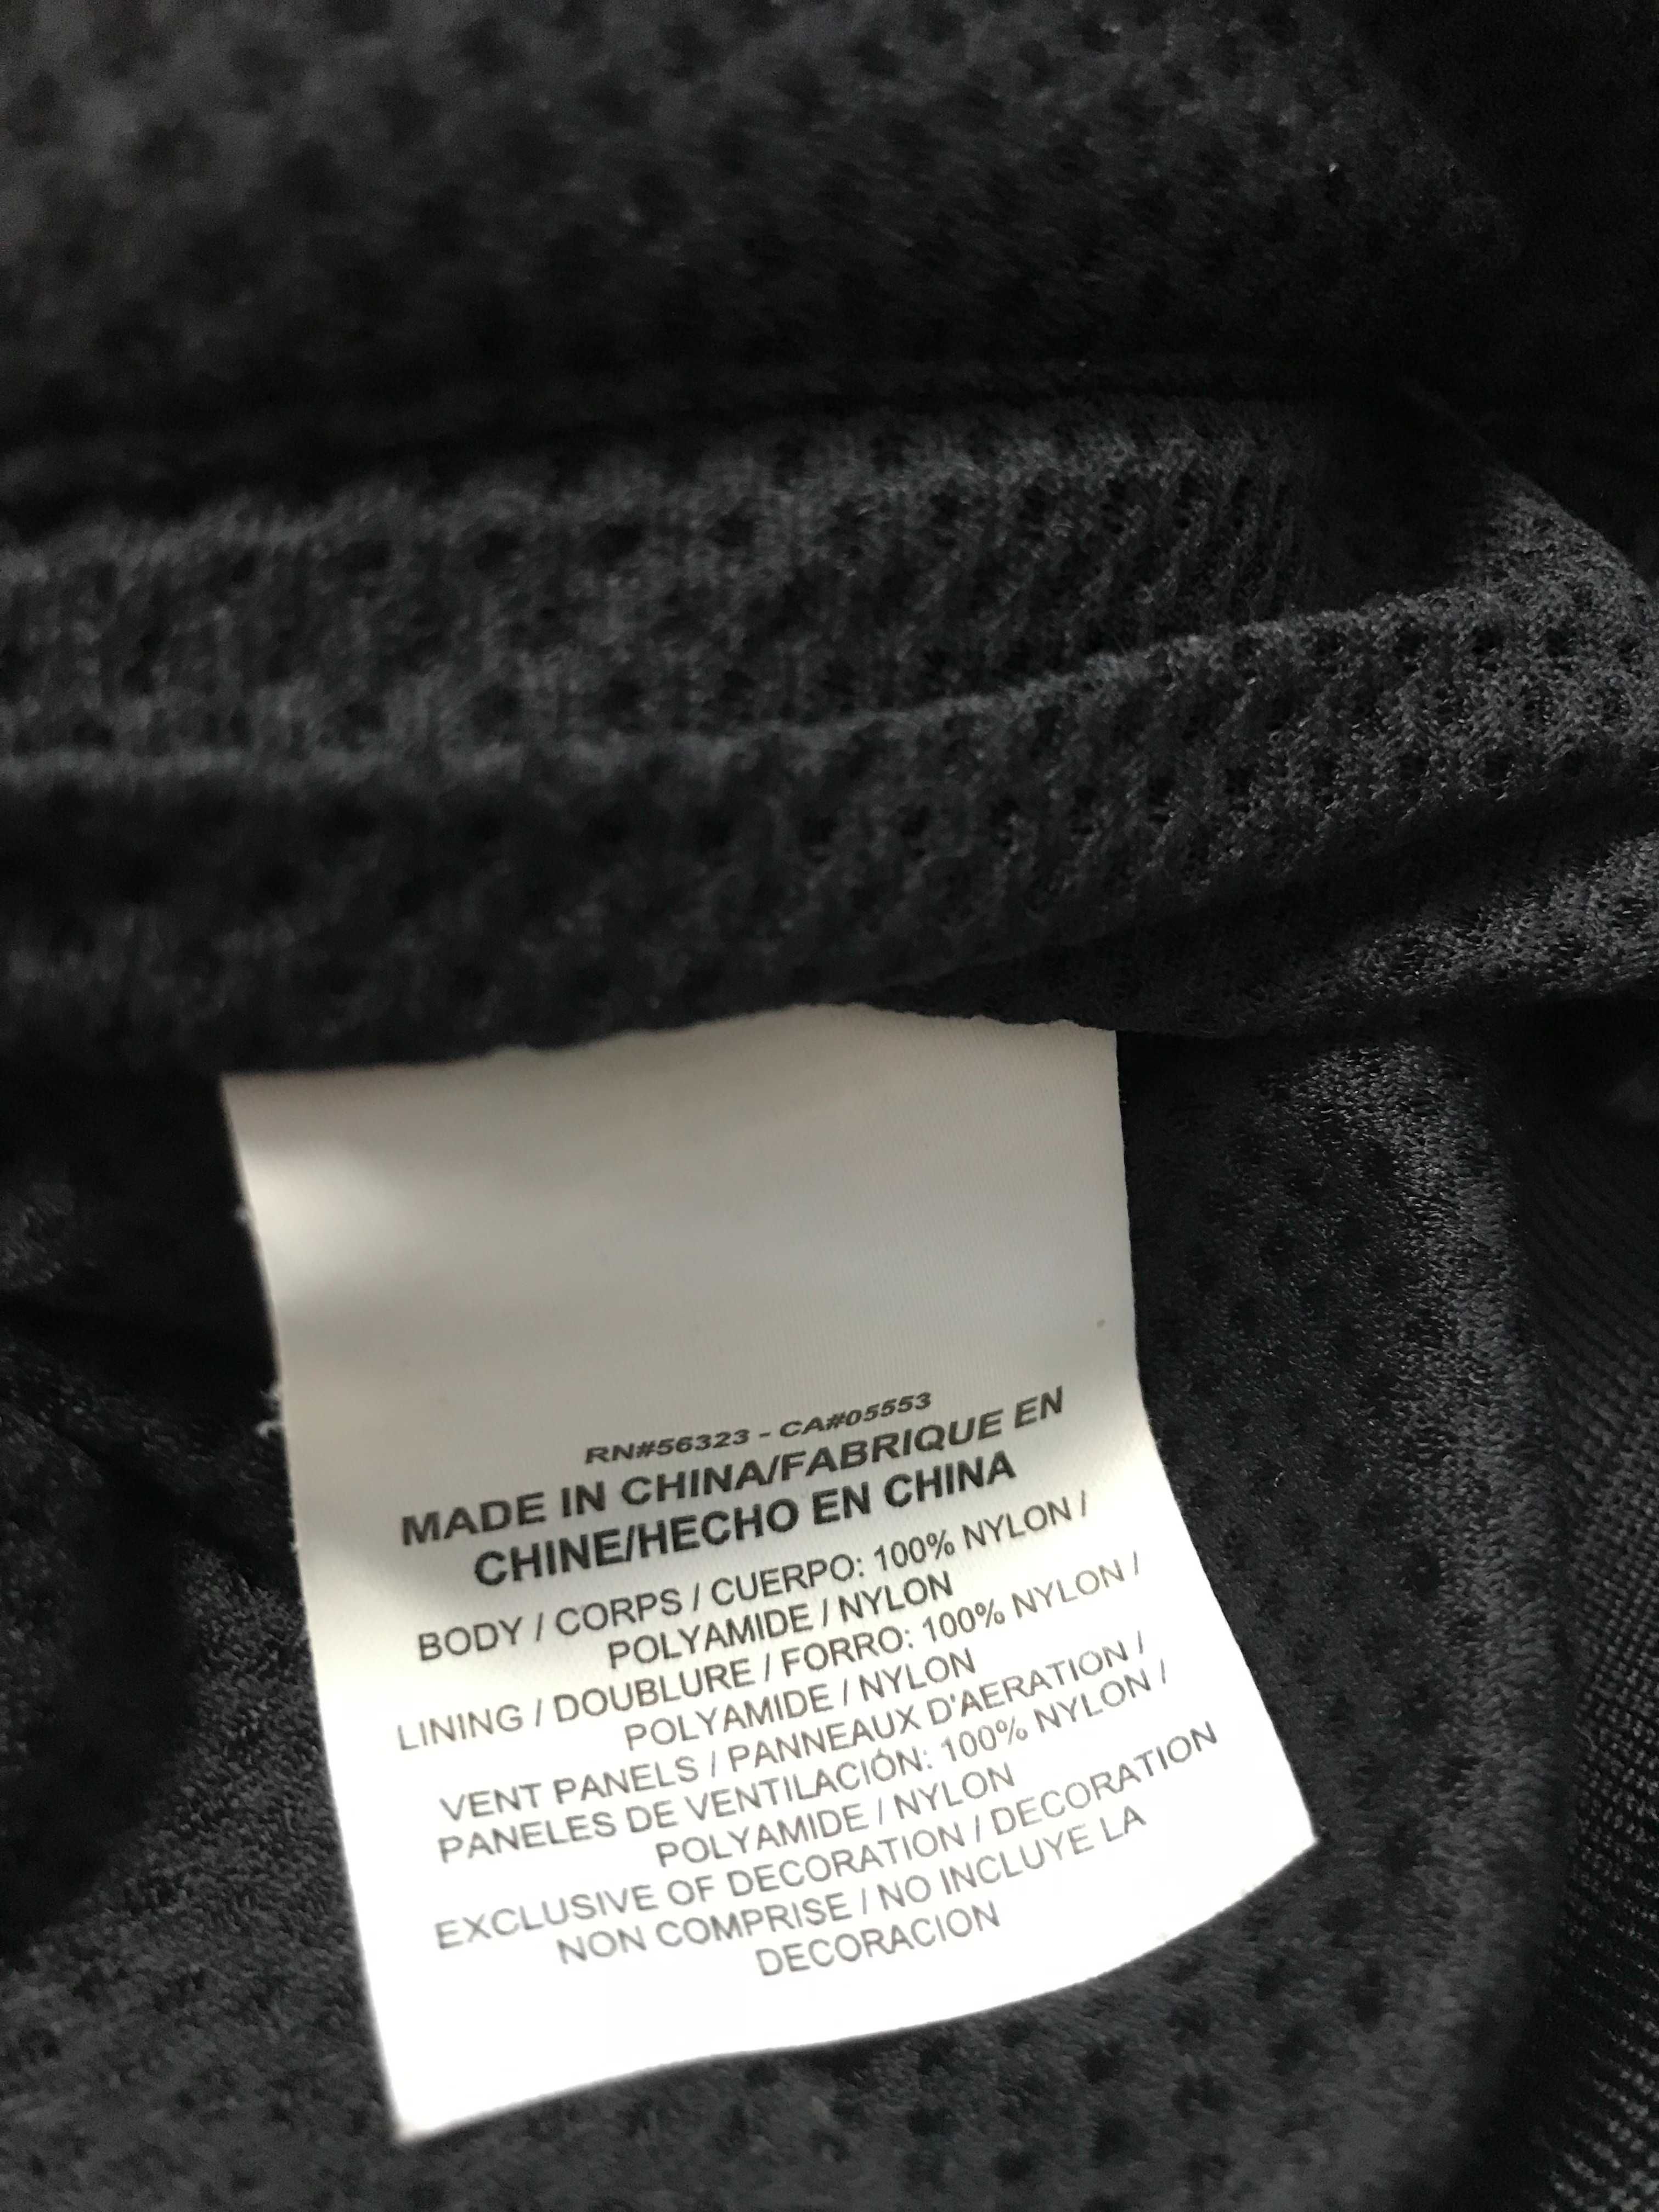 RN#56323 - CA#05553
MADE IN CHINA/FABRIQUE EN
CHINE/HECHO EN CHINA
BODY / CORPS / CUERPO: 100% NYLON /
POLYAMIDE / NYLON
LINING / DOUBLURE / FORRO: 100% NYLON /
POLYAMIDE / NYLON
VENT PANELS / PANNEAUX D'AERATION /
PANELES DE VENTILACIÓN: 100% NYLON /
POLYAMIDE / NYLON
EXCLUSIVE OF DECORATION / DECORATION
NON COMPRISE / NO INCLUYE LA
DECORACION